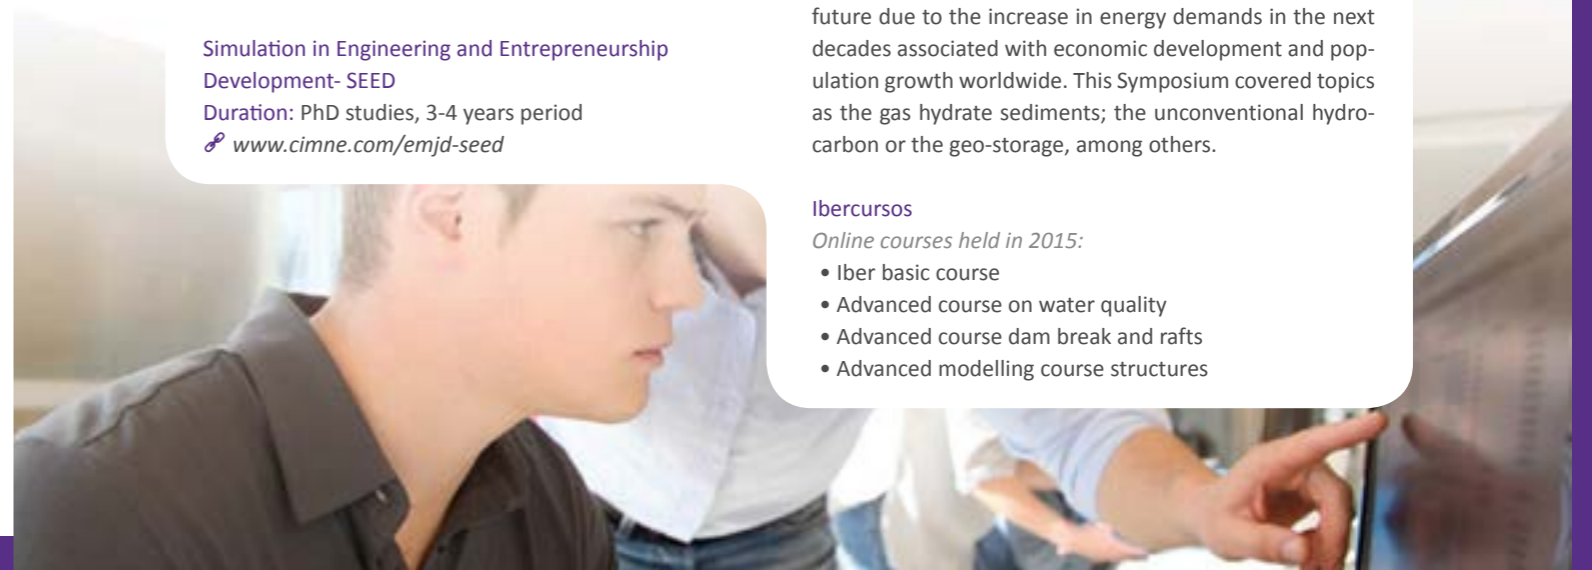 Simulation in Engineering and Entrepreneurship
Development- SEED
Duration: PhD studies, 3-4 years period
www.cimne.com/emjd-seed
future due to the increase in energy demands in the next
decades associated with economic development and pop-
ulation growth worldwide. This Symposium covered topics
as the gas hydrate sediments; the unconventional hydro-
carbon or the geo-storage, among others.
Ibercursos
Online courses held in 2015:
• Iber basic course
• Advanced course on water quality
• Advanced course dam break and rafts
• Advanced modelling course structures